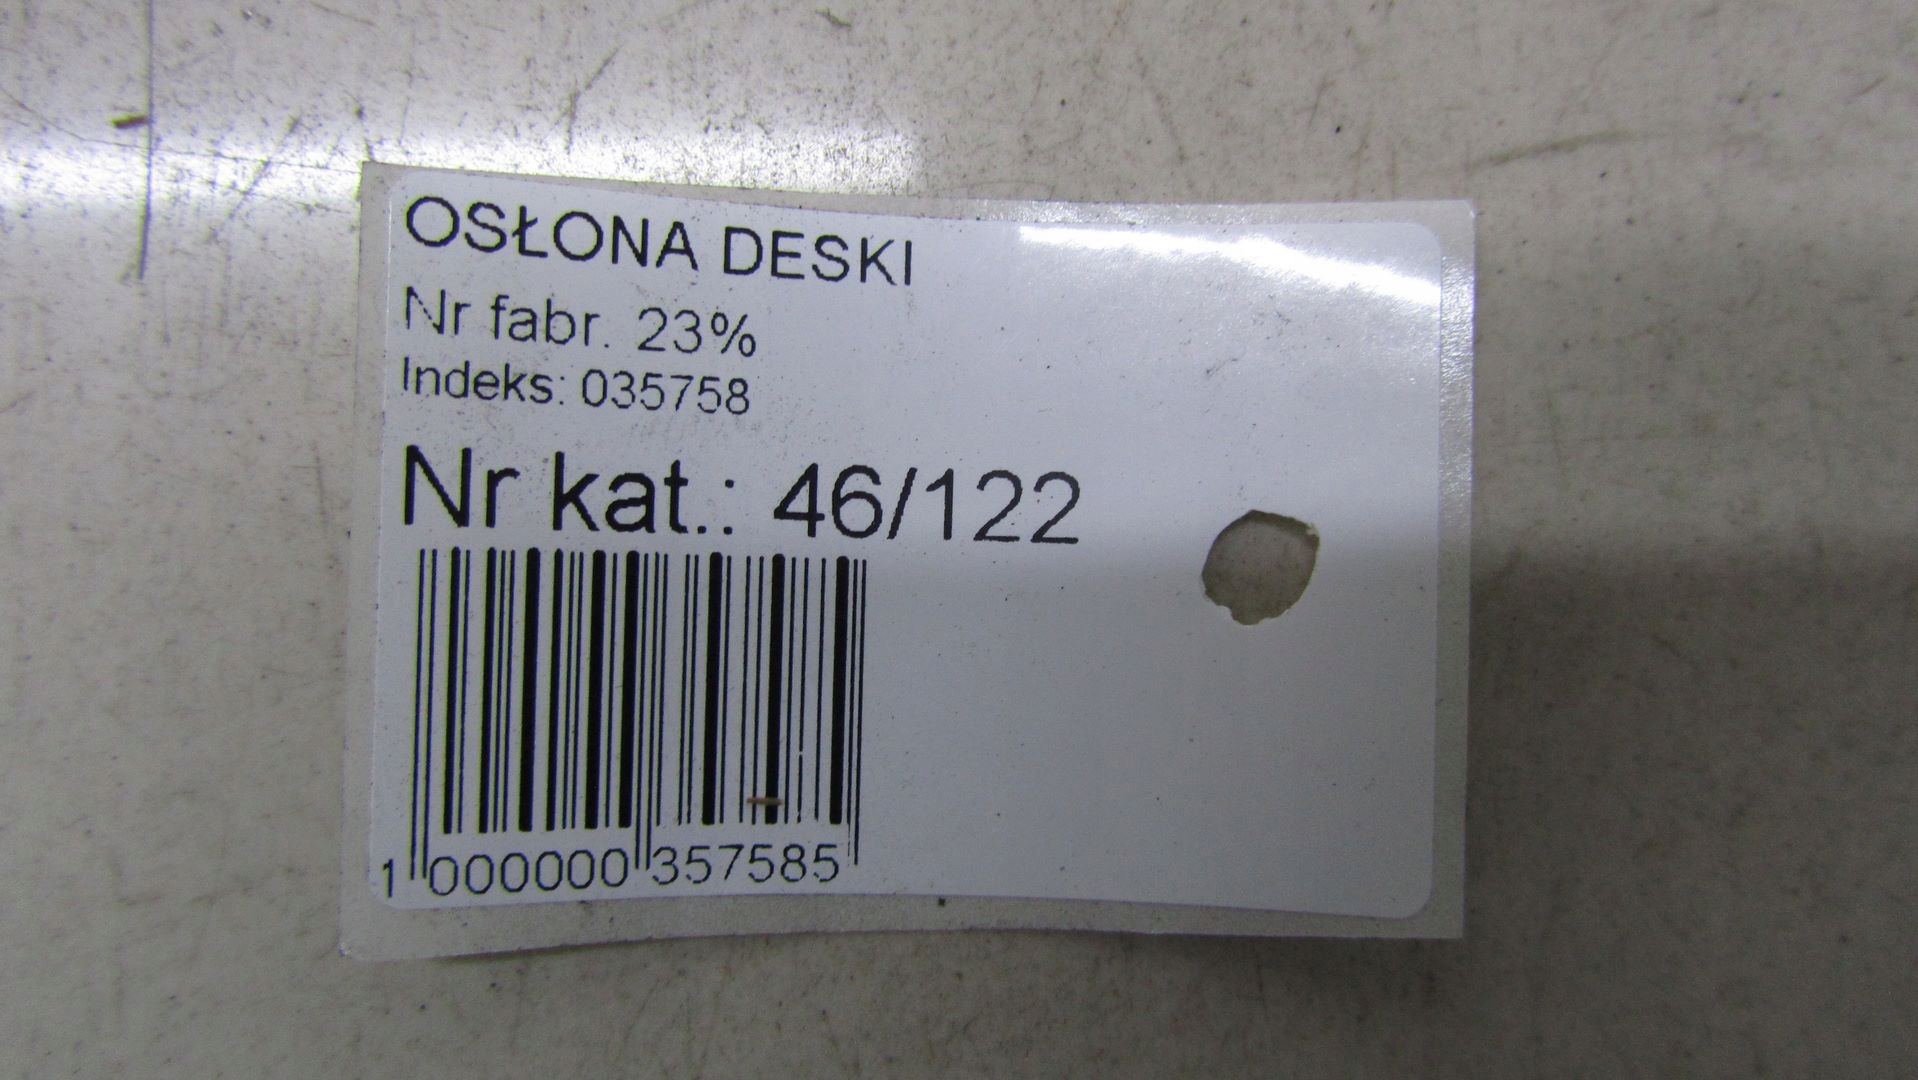 OSŁONA DESKI
Nr fabr. 23%
Indeks: 035758
Nr kat.: 46/122
1 000000 357585